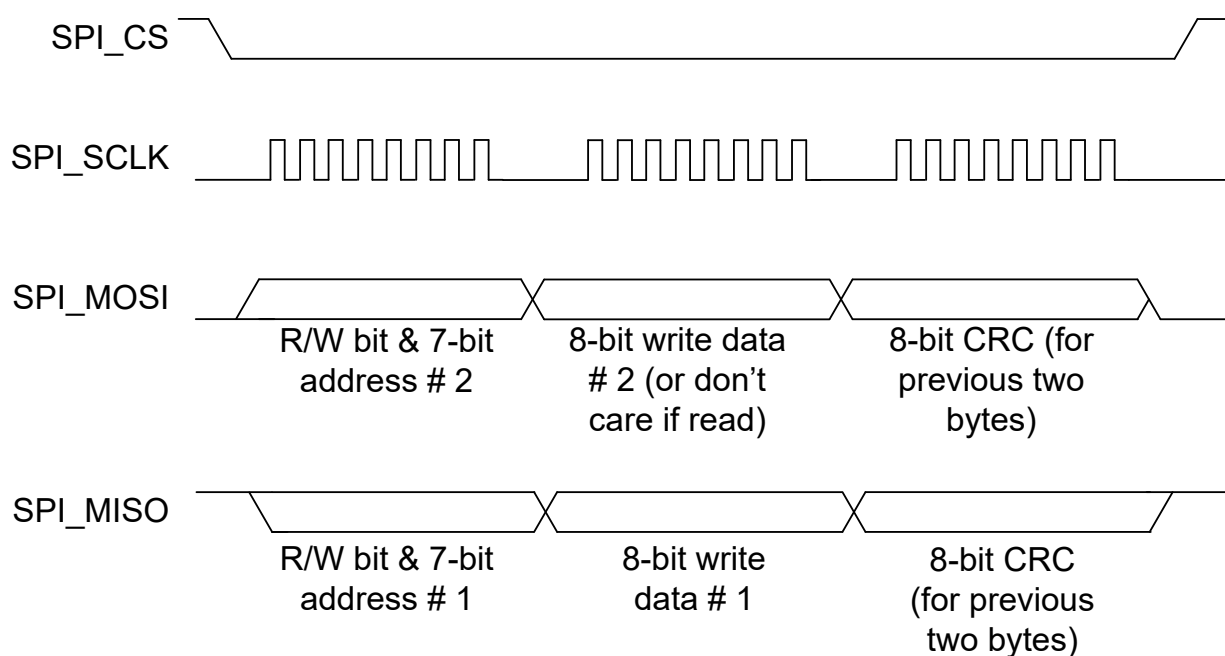 SPI_CS
SPI_SCLK
SPI_MOSI
R/W bit & 7-bit
address # 2
8-bit write data
# 2 (or don’t
care if read)
8-bit CRC (for
previous two
bytes)
SPI_MISO
R/W bit & 7-bit
address # 1
8-bit write
data # 1
8-bit CRC
(for previous
two bytes)